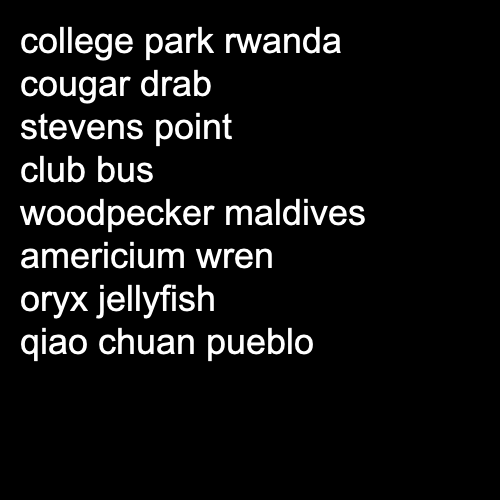 college park rwanda
cougar drab
stevens point
club bus
woodpecker maldives
americium wren
oryx jellyfish
qiao chuan pueblo